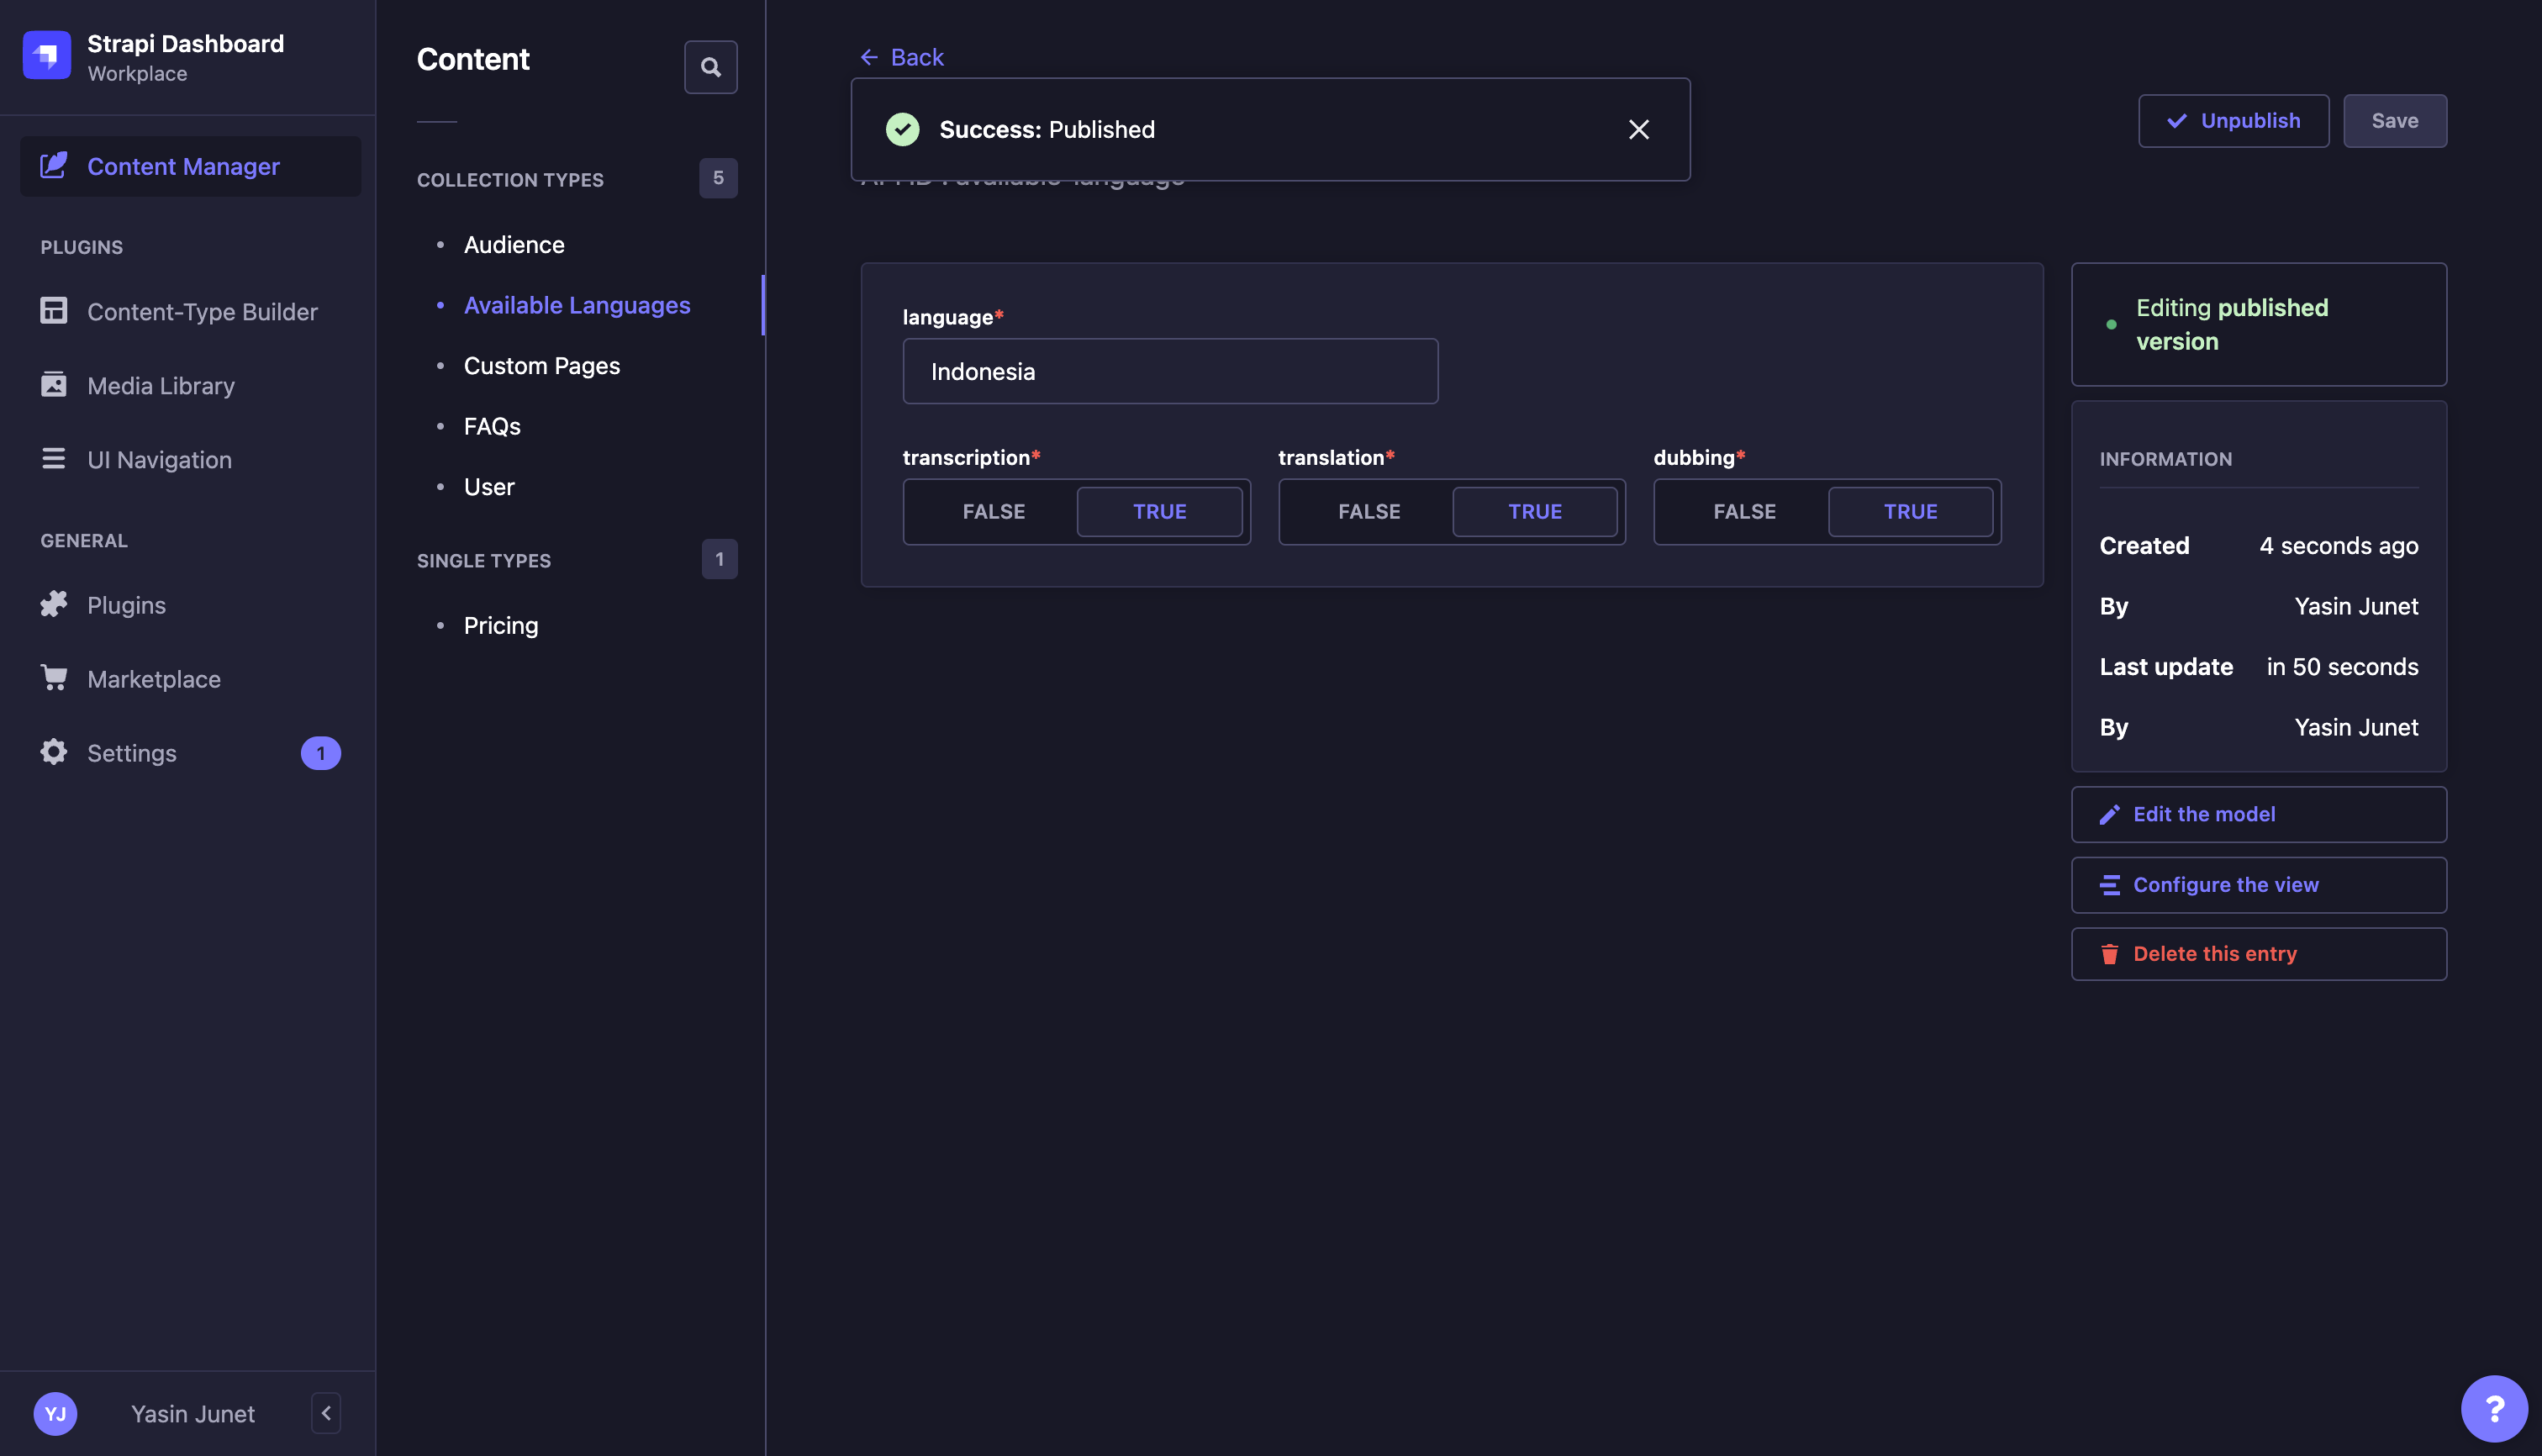 Strapi Dashboard
Workplace
Content Manager
PLUGINS
Content-Type Builder
Media Library
UI Navigation
GENERAL
Plugins
Marketplace
Settings
1
YJ
Yasin Junet
Content
COLLECTION TYPES
5
Audience
Available Languages
Custom Pages
FAQs
User
SINGLE TYPES
1
Pricing
Back
Success: Published
Unpublish
Save
language*
Indonesia
transcription*
FALSE
TRUE
translation*
FALSE
TRUE
dubbing*
FALSE
TRUE
Editing published
version
INFORMATION
Created 4 seconds ago
By Yasin Junet
Last update in 50 seconds
By Yasin Junet
Edit the model
Configure the view
Delete this entry
?